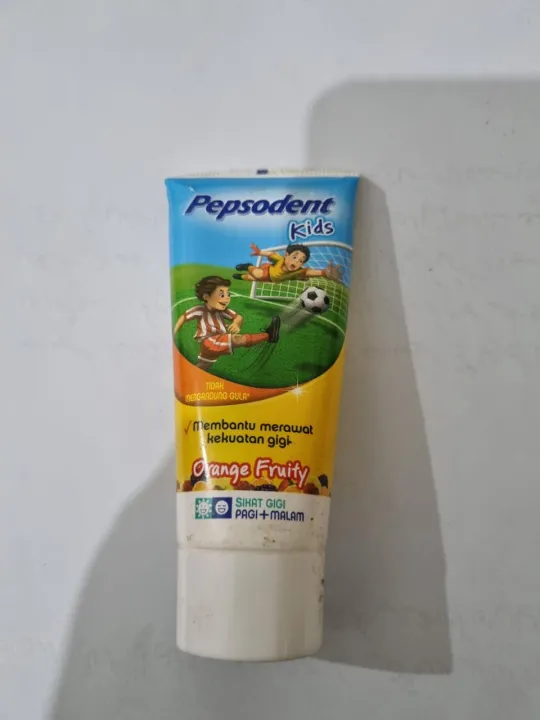 Pepsodent
Kids
TIDAK
MENGANDUNG GULA*
Membantu merawat
kekuatan gigi
Orange Fruity
SIKAT GIGI
PAGI+MALAM